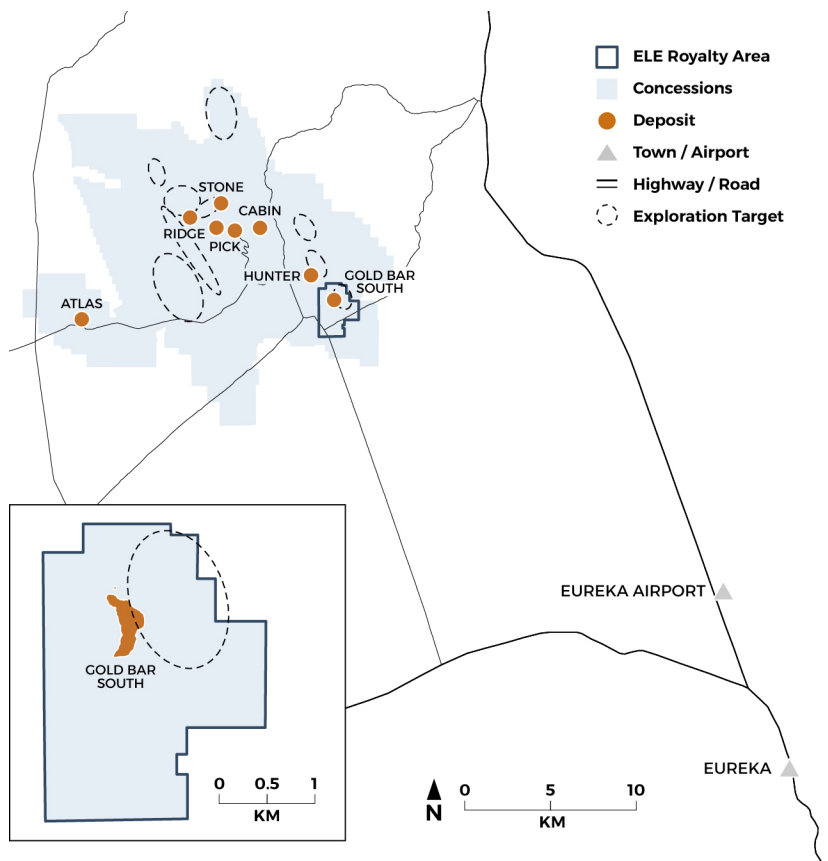 ELE Royalty Area
Concessions
Deposit
Town / Airport
Highway / Road
Exploration Target
STONE
CABIN
RIDGE
PICK
HUNTER
GOLD BAR
SOUTH
ATLAS
EUREKA AIRPORT
EUREKA
GOLD BAR
SOUTH
0 0.5 1
KM
N
0 5 10
KM